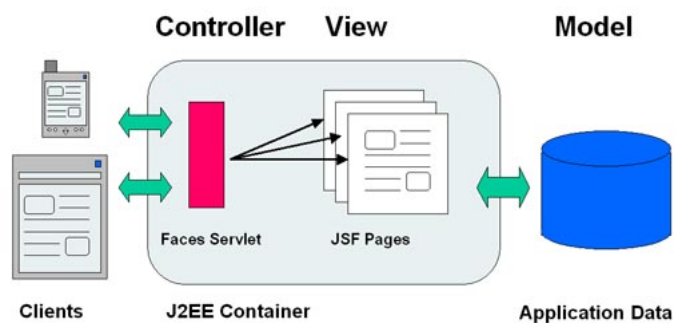 Controller View Model
Faces Servlet JSF Pages
Clients J2EE Container Application Data